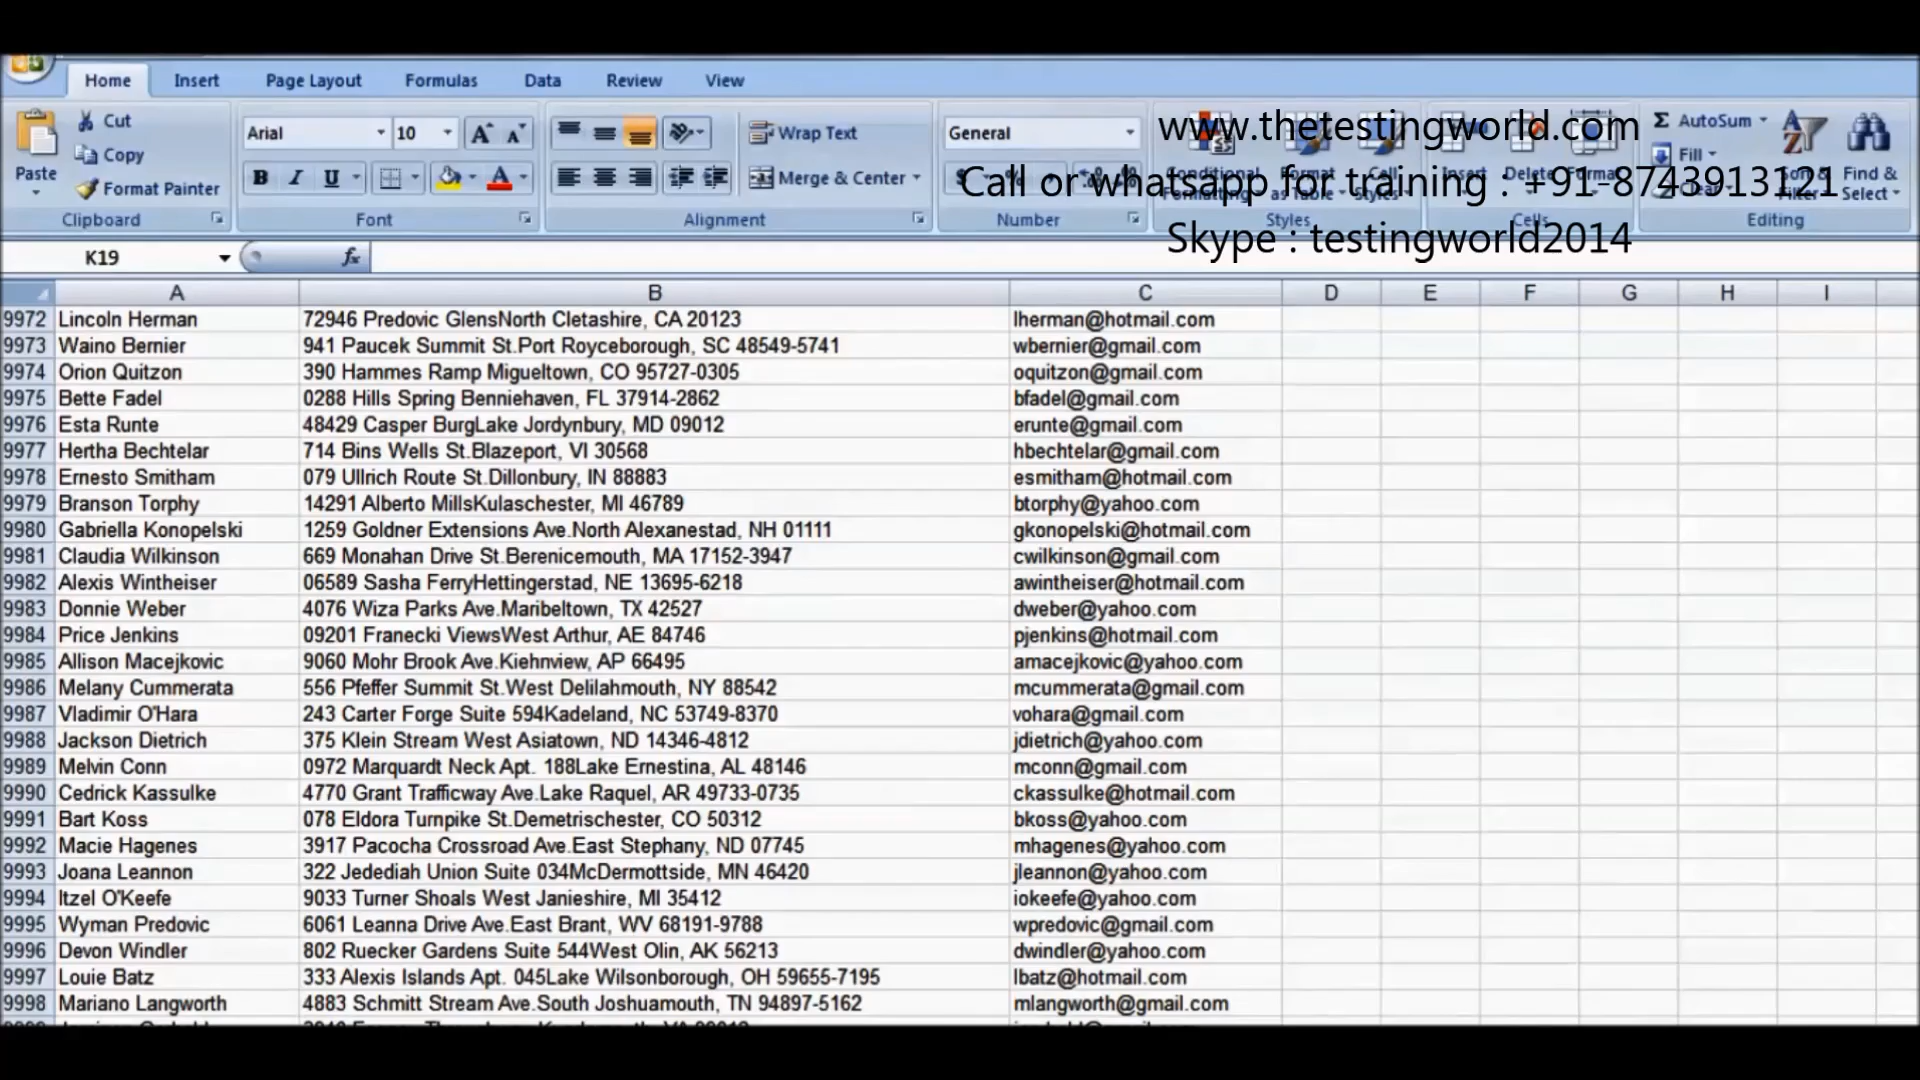 Home Insert Page Layout Formulas Data Review View
www.thetestingworld.com
Call or whatsapp for training : +91-8743913121
Skype : testingworld2014
Cut
Copy
Format Painter
Paste
Clipboard
Arial 10
B I U
Font
Wrap Text
Merge & Center
Alignment
General
Number
Conditional Formatting
Format as Table
Cell Styles
Styles
Insert Delete Format
Cells
Σ AutoSum
Fill
Clear
Sort & Filter
Find & Select
Editing
K19 fx
A B C D E F G H I
9972 Lincoln Herman 72946 Predovic GlensNorth Cletashire, CA 20123 lherman@hotmail.com
9973 Waino Bernier 941 Paucek Summit St.Port Royceborough, SC 48549-5741 wbernier@gmail.com
9974 Orion Quitzon 390 Hammes Ramp Migueltown, CO 95727-0305 oquitzon@gmail.com
9975 Bette Fadel 0288 Hills Spring Benniehaven, FL 37914-2862 bfadel@gmail.com
9976 Esta Runte 48429 Casper BurgLake Jordynbury, MD 09012 erunte@gmail.com
9977 Hertha Bechtelar 714 Bins Wells St.Blazeport, VI 30568 hbechtelar@gmail.com
9978 Ernesto Smitham 079 Ullrich Route St.Dillonbury, IN 88883 esmitham@hotmail.com
9979 Branson Torphy 14291 Alberto MillsKulaschester, MI 46789 btorphy@yahoo.com
9980 Gabriella Konopelski 1259 Goldner Extensions Ave.North Alexanestad, NH 01111 gkonopelski@hotmail.com
9981 Claudia Wilkinson 669 Monahan Drive St.Berenicemouth, MA 17152-3947 cwilkinson@gmail.com
9982 Alexis Wintheiser 06589 Sasha FerryHettingerstad, NE 13695-6218 awintheiser@hotmail.com
9983 Donnie Weber 4076 Wiza Parks Ave.Maribeltown, TX 42527 dweber@yahoo.com
9984 Price Jenkins 09201 Franecki ViewsWest Arthur, AE 84746 pjenkins@hotmail.com
9985 Allison Macejkovic 9060 Mohr Brook Ave.Kiehnview, AP 66495 amacejkovic@yahoo.com
9986 Melany Cummerata 556 Pfeffer Summit St.West Delilahmouth, NY 88542 mcummerata@gmail.com
9987 Vladimir O'Hara 243 Carter Forge Suite 594Kadeland, NC 53749-8370 vohara@gmail.com
9988 Jackson Dietrich 375 Klein Stream West Asiatown, ND 14346-4812 jdietrich@yahoo.com
9989 Melvin Conn 0972 Marquardt Neck Apt. 188Lake Ernestina, AL 48146 mconn@gmail.com
9990 Cedrick Kassulke 4770 Grant Trafficway Ave.Lake Raquel, AR 49733-0735 ckassulke@hotmail.com
9991 Bart Koss 078 Eldora Turnpike St.Demetrischester, CO 50312 bkoss@yahoo.com
9992 Macie Hagenes 3917 Pacocha Crossroad Ave.East Stephany, ND 07745 mhagenes@yahoo.com
9993 Joana Leannon 322 Jedediah Union Suite 034McDermottside, MN 46420 jleannon@yahoo.com
9994 Itzel O'Keefe 9033 Turner Shoals West Janieshire, MI 35412 iokeefe@yahoo.com
9995 Wyman Predovic 6061 Leanna Drive Ave.East Brant, WV 68191-9788 wpredovic@gmail.com
9996 Devon Windler 802 Ruecker Gardens Suite 544West Olin, AK 56213 dwindler@yahoo.com
9997 Louie Batz 333 Alexis Islands Apt. 045Lake Wilsonborough, OH 59655-7195 lbatz@hotmail.com
9998 Mariano Langworth 4883 Schmitt Stream Ave.South Joshuamouth, TN 94897-5162 mlangworth@gmail.com